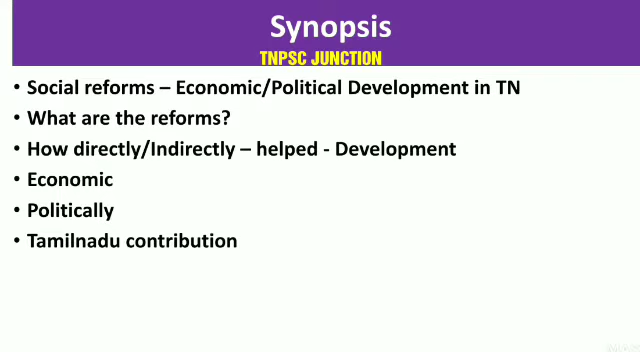 Synopsis
TNPSC JUNCTION
• Social reforms – Economic/Political Development in TN
• What are the reforms?
• How directly/Indirectly – helped - Development
• Economic
• Politically
• Tamilnadu contribution